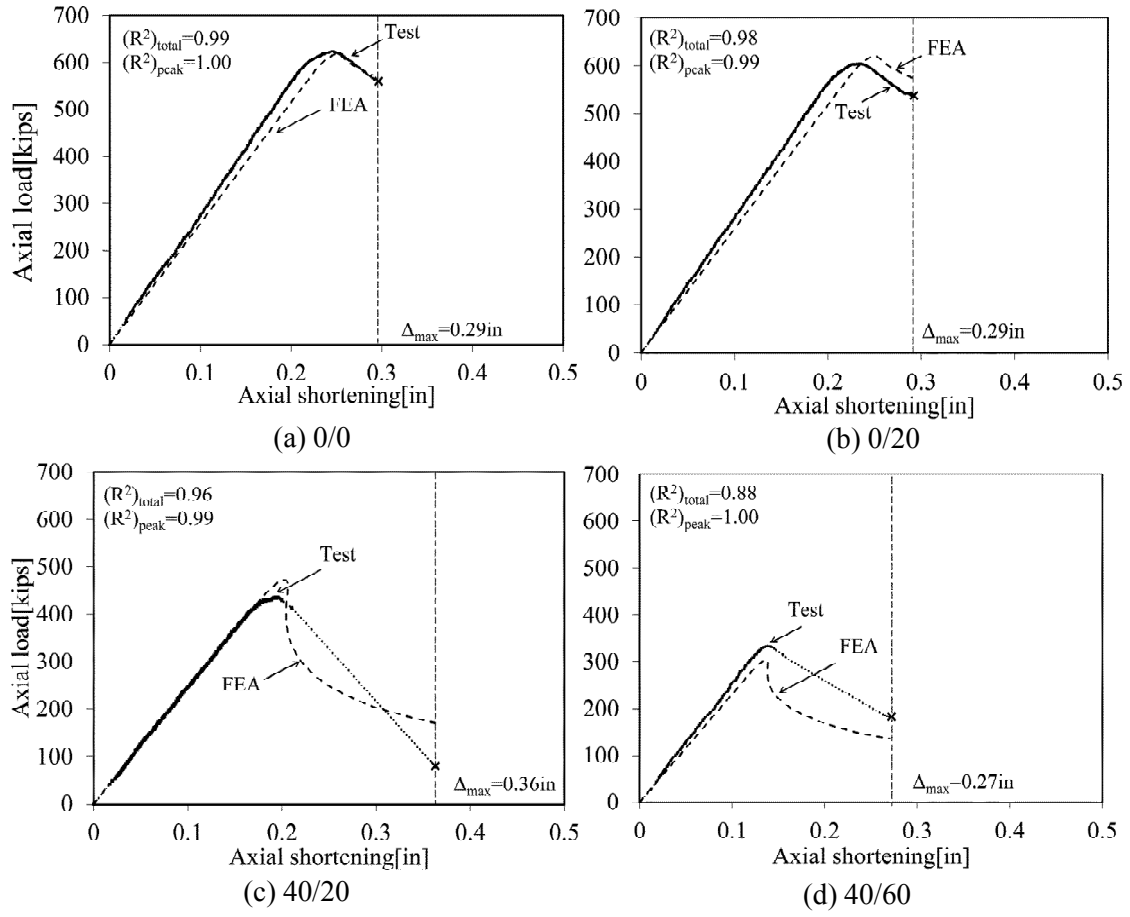 700
600
500
400
300
200
100
0
Axial load[kips]
(R²)total=0.99
(R²)peak=1.00
Test
FEA
Δmax=0.29in
0 0.1 0.2 0.3 0.4 0.5
Axial shortening[in]
(a) 0/0
700
600
500
400
300
200
100
0
(R²)total=0.98
(R²)peak=0.99
FEA
Test
Δmax=0.29in
0 0.1 0.2 0.3 0.4 0.5
Axial shortening[in]
(b) 0/20
700
600
500
400
300
200
100
0
Axial load[kips]
(R²)total=0.96
(R²)peak=0.99
Test
FEA
Δmax=0.36in
0 0.1 0.2 0.3 0.4 0.5
Axial shortening[in]
(c) 40/20
700
600
500
400
300
200
100
0
(R²)total=0.88
(R²)peak=1.00
Test
FEA
Δmax=0.27in
0 0.1 0.2 0.3 0.4 0.5
Axial shortening[in]
(d) 40/60